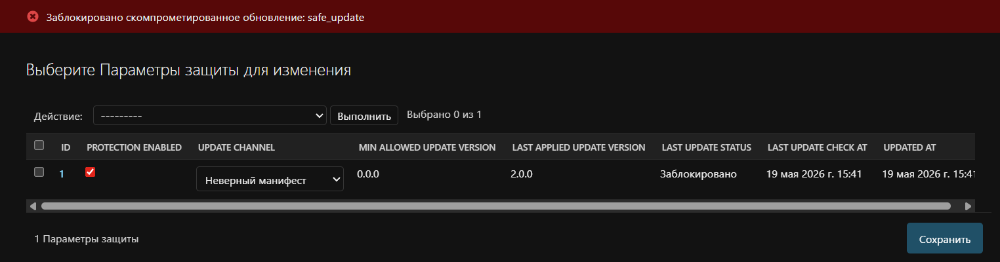 Заблокировано скомпрометированное обновление: safe_update
Выберите Параметры защиты для изменения
Действие: --------- Выполнить Выбрано 0 из 1
ID PROTECTION ENABLED UPDATE CHANNEL MIN ALLOWED UPDATE VERSION LAST APPLIED UPDATE VERSION LAST UPDATE STATUS LAST UPDATE CHECK AT UPDATED AT
1 Неверный манифест 0.0.0 2.0.0 Заблокировано 19 мая 2026 г. 15:41 19 мая 2026 г. 15:41
1 Параметры защиты
Сохранить